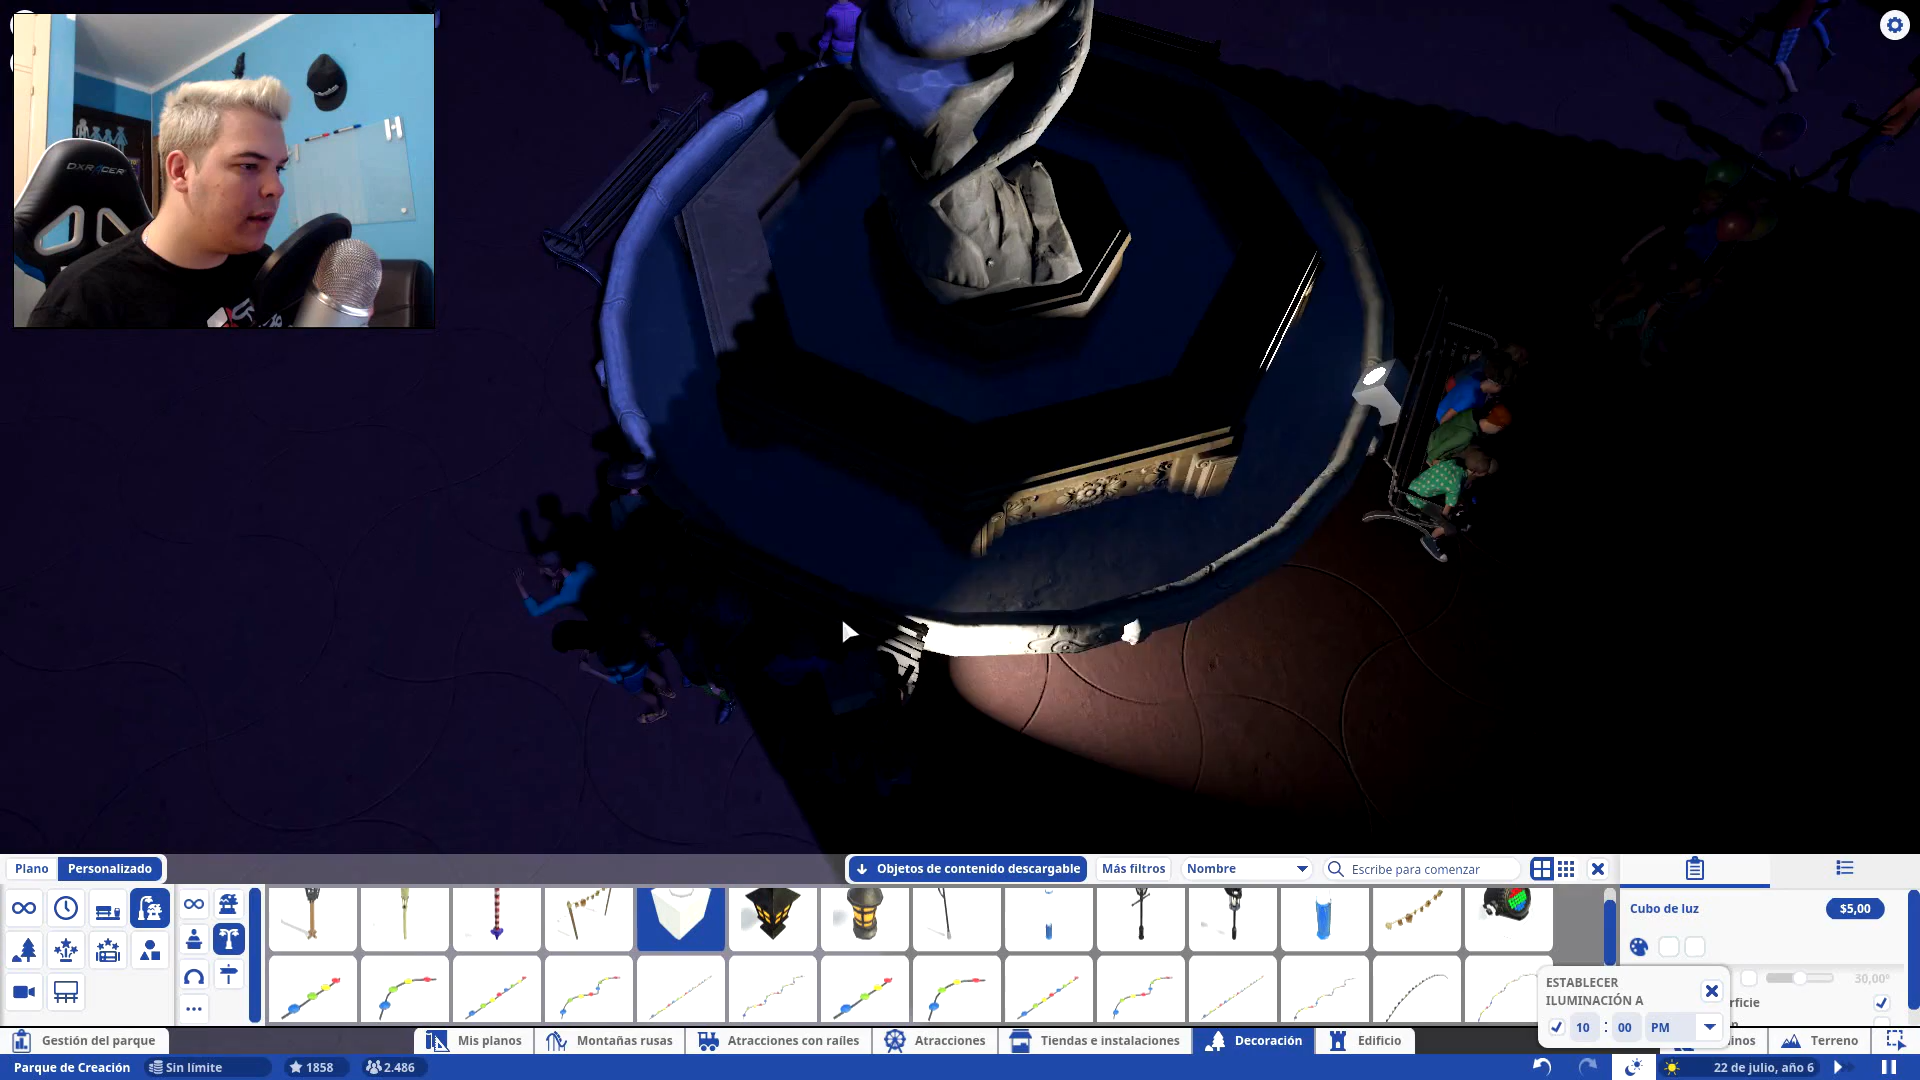 DXRACER
Plano
Personalizado
Objetos de contenido descargable
Más filtros
Nombre
Escribe para comenzar
Cubo de luz
$5,00
30,00°
rficie
ESTABLECER
ILUMINACIÓN A
10 : 00 PM
Gestión del parque
Mis planos
Montañas rusas
Atracciones con raíles
Atracciones
Tiendas e instalaciones
Decoración
Edificio
inos
Terreno
Parque de Creación
Sin límite
1858
2.486
22 de julio, año 6